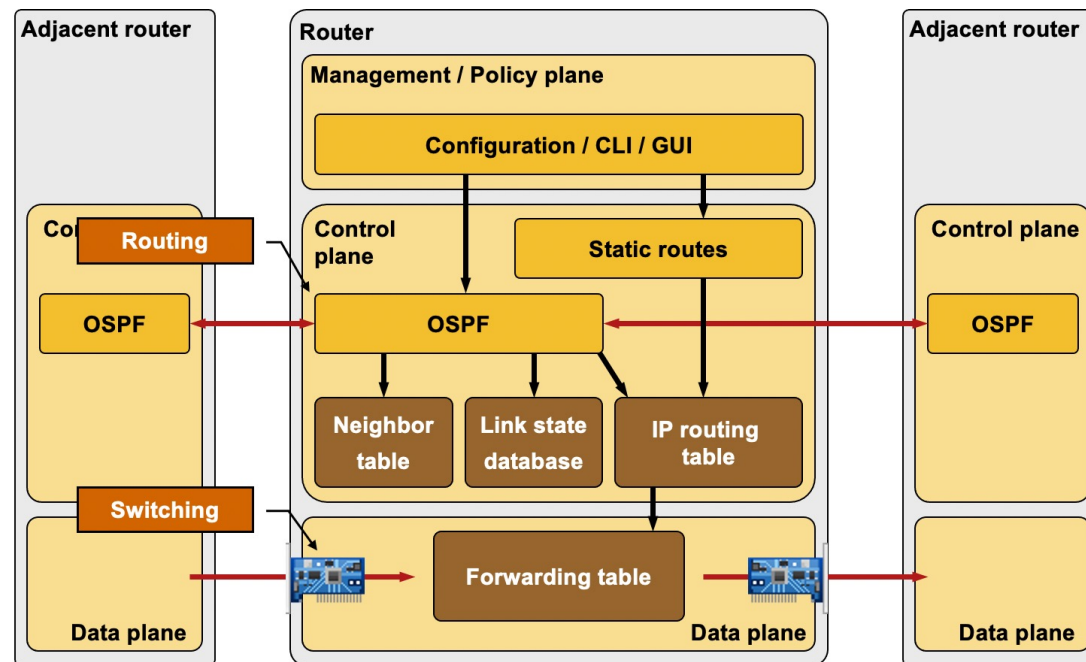 Adjacent router
Router
Adjacent router
Management / Policy plane
Configuration / CLI / GUI
Con
Routing
Control
plane
Static routes
Control plane
OSPF
OSPF
OSPF
Neighbor
table
Link state
database
IP routing
table
Switching
Forwarding table
Data plane
Data plane
Data plane